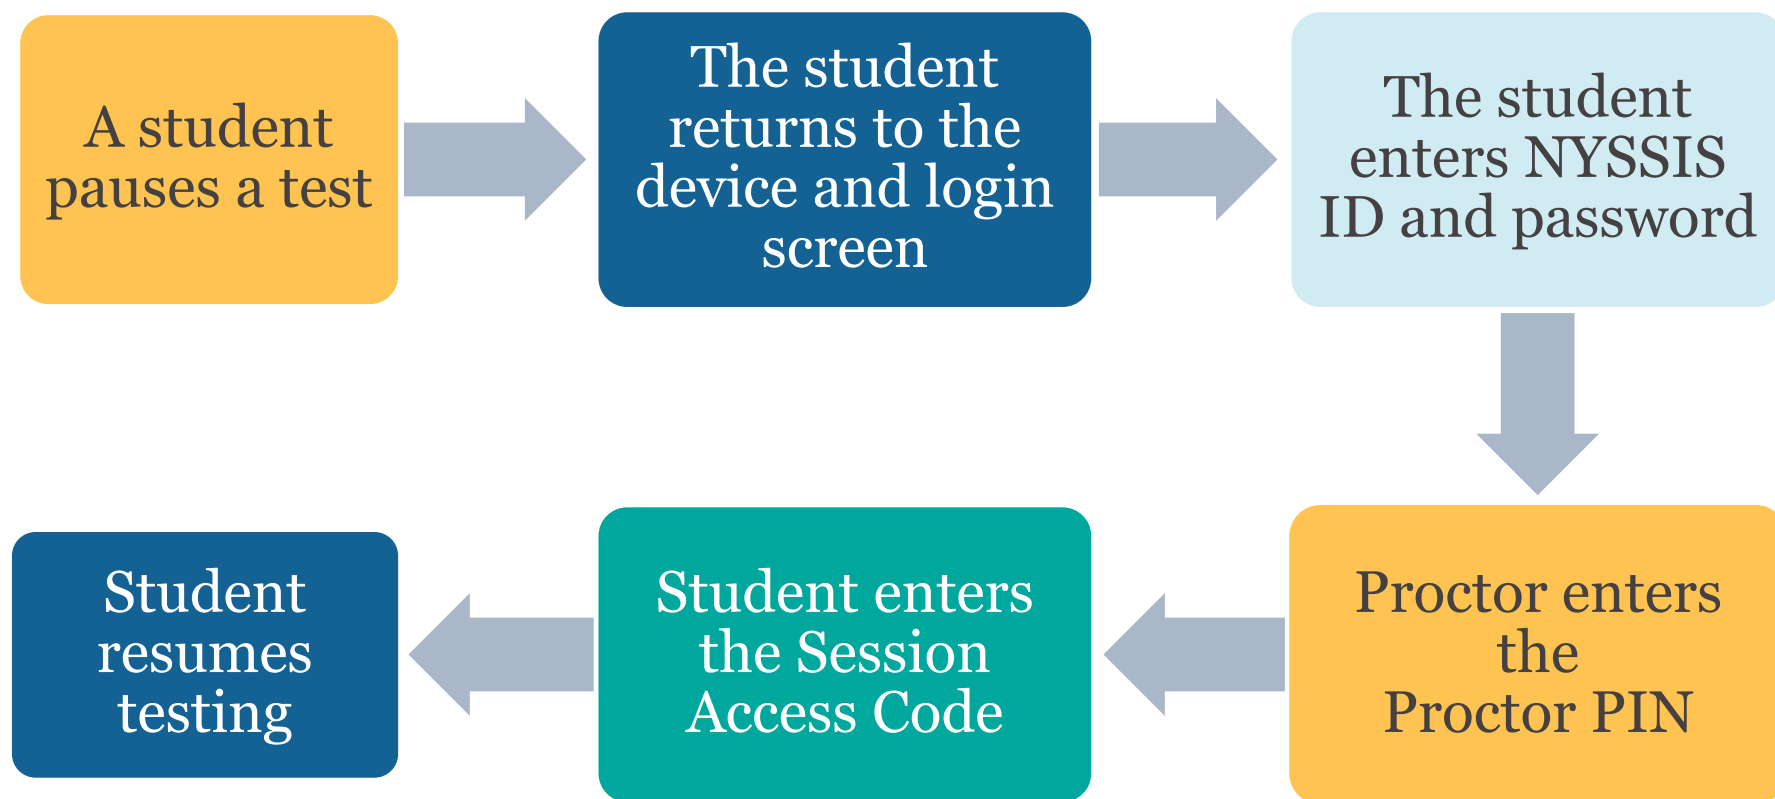 A student
pauses a test
The student
returns to the
device and login
screen
The student
enters NYSSIS
ID and password
Proctor enters
the
Proctor PIN
Student enters
the Session
Access Code
Student
resumes
testing